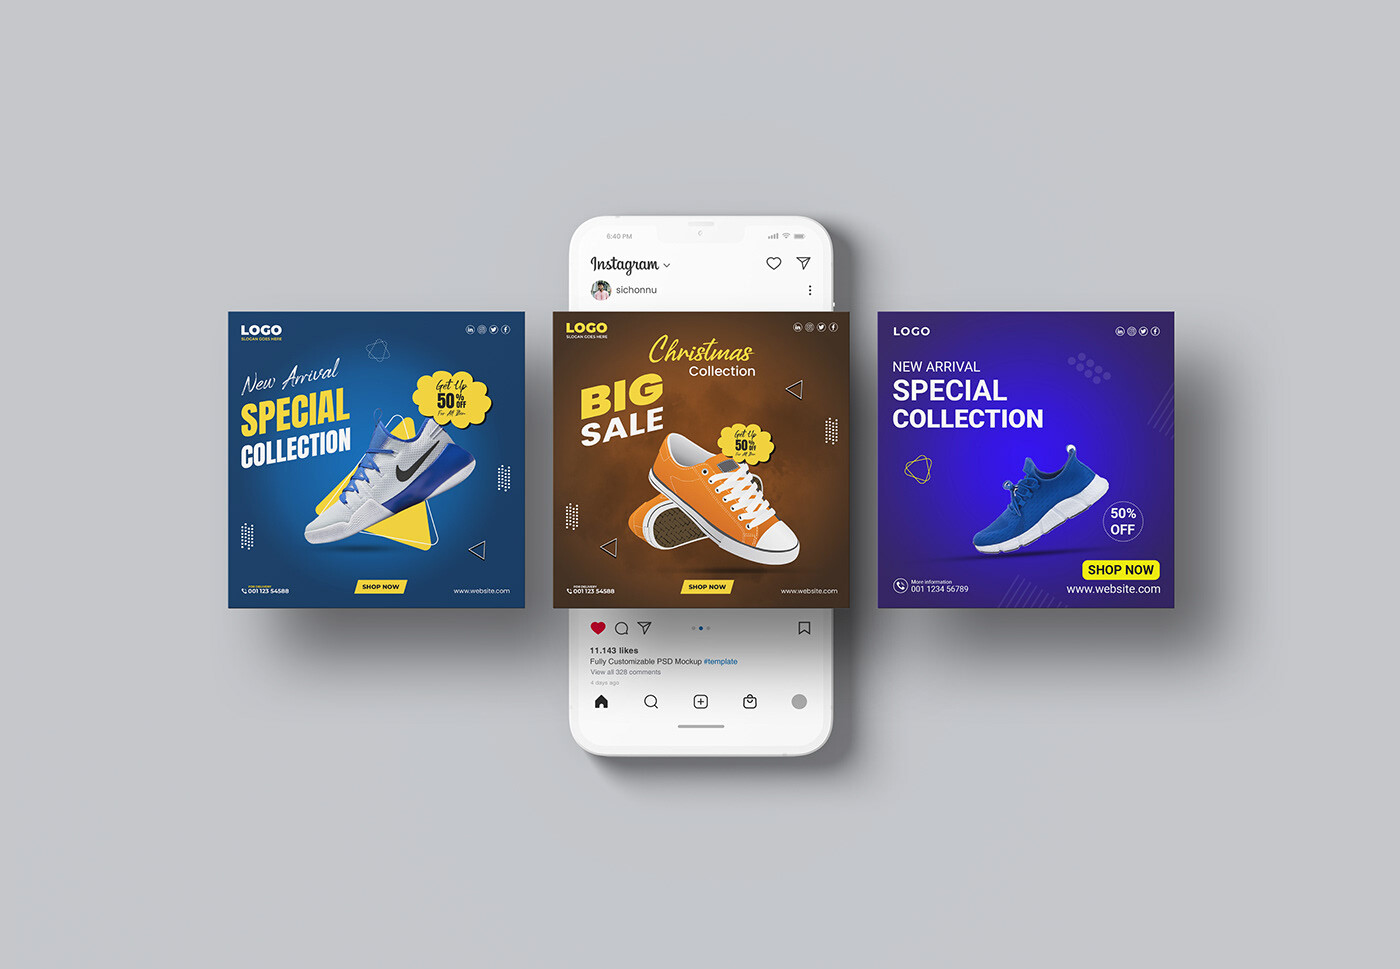 6:40 PM
Instagram
sichonnu
LOGO
SLOGAN GOES HERE
New Arrival
SPECIAL
COLLECTION
Get Up
50%
OFF
For All Item
FOR DELIVERY
001 123 54588
SHOP NOW
www.website.com
LOGO
SLOGAN GOES HERE
Christmas
Collection
BIG
SALE
Get Up
50%
OFF
For All Item
FOR DELIVERY
001 123 54588
SHOP NOW
www.website.com
LOGO
NEW ARRIVAL
SPECIAL
COLLECTION
50%
OFF
SHOP NOW
More information
001 1234 56789
www.website.com
11.143 likes
Fully Customizable PSD Mockup #template
View all 328 comments
4 days ago